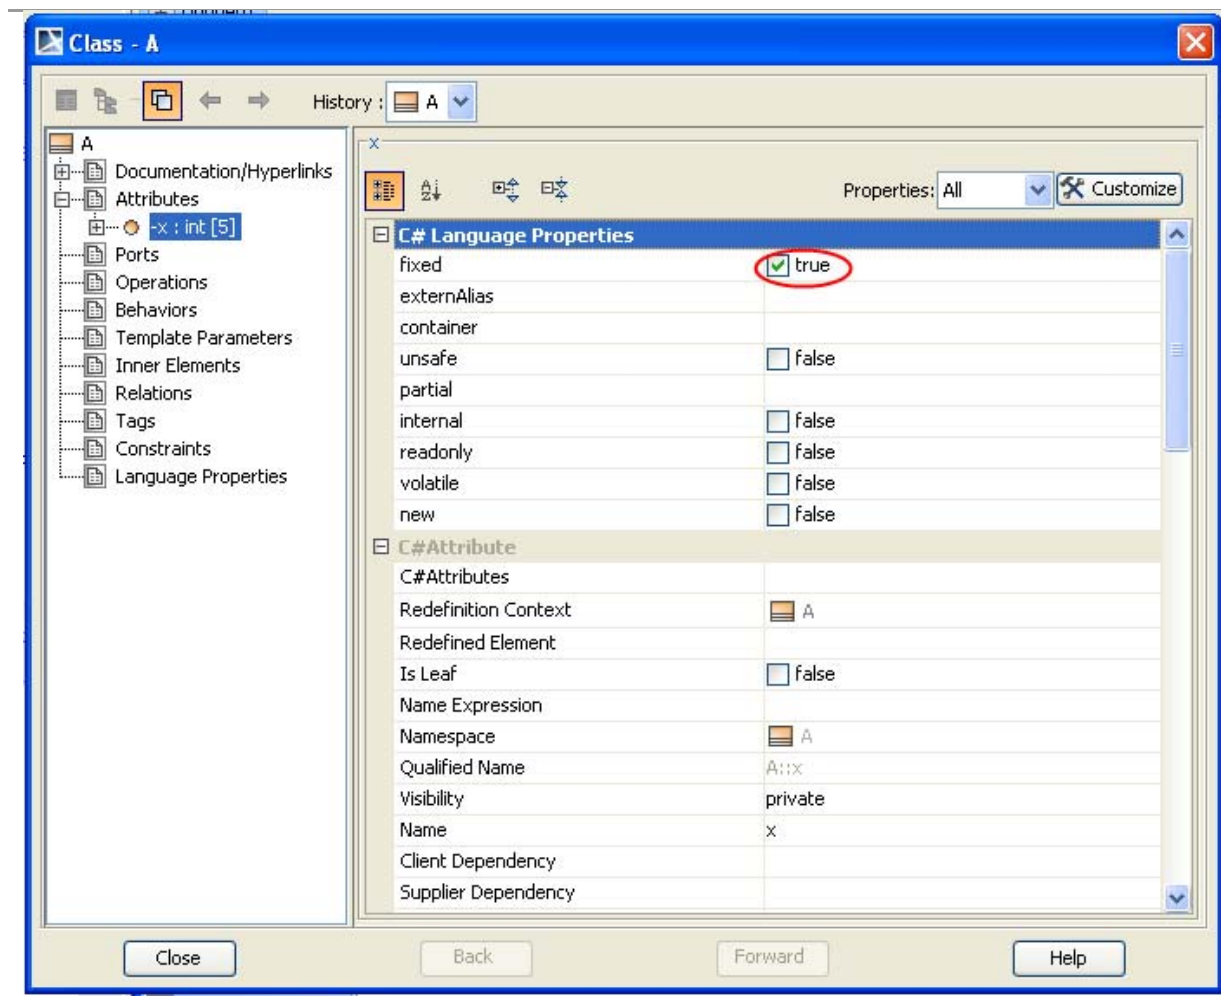 Class - A
History : A
A
Documentation/Hyperlinks
Attributes
-x : int [5]
Ports
Operations
Behaviors
Template Parameters
Inner Elements
Relations
Tags
Constraints
Language Properties
x
Properties: All Customize
C# Language Properties
fixed true
externAlias
container
unsafe false
partial
internal false
readonly false
volatile false
new false
C#Attribute
C#Attributes
Redefinition Context A
Redefined Element
Is Leaf false
Name Expression
Namespace A
Qualified Name A::x
Visibility private
Name x
Client Dependency
Supplier Dependency
Close Back Forward Help